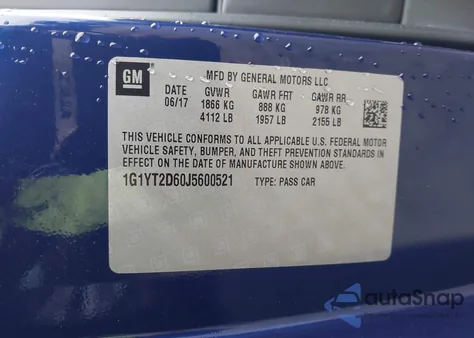 GM
MFD BY GENERAL MOTORS LLC
DATE GVWR GAWR FRT GAWR RR
06/17 1866 KG 888 KG 978 KG
4112 LB 1957 LB 2155 LB
THIS VEHICLE CONFORMS TO ALL APPLICABLE U.S. FEDERAL MOTOR
VEHICLE SAFETY, BUMPER, AND THEFT PREVENTION STANDARDS IN
EFFECT ON THE DATE OF MANUFACTURE SHOWN ABOVE.
1G1YT2D60J5600521 TYPE: PASS CAR
autoSnap